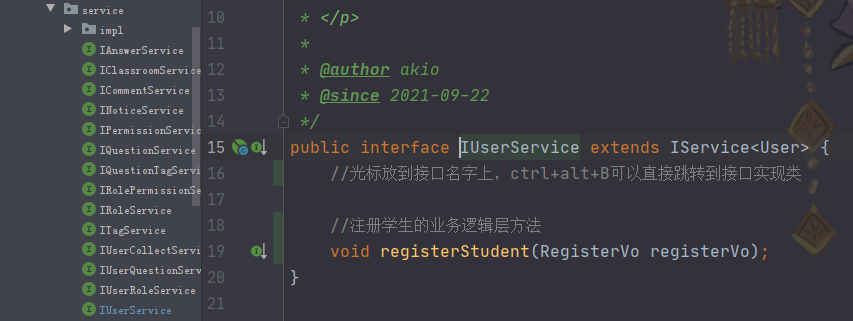 service
impl
IAnswerService
IClassroomService
ICommentService
INoticeService
IPermissionServic
IQuestionService
IQuestionTagServ
IRolePermissionSe
IRoleService
ITagService
IUserCollectServi
IUserQuestionServ
IUserRoleService
IUserService
10 * </p>
11 *
12 * @author akio
13 * @since 2021-09-22
14 */
15 public interface IUserService extends IService<User> {
16 //光标放到接口名字上，ctrl+alt+B可以直接跳转到接口实现类
17
18 //注册学生的业务逻辑层方法
19 void registerStudent(RegisterVo registerVo);
20 }
21